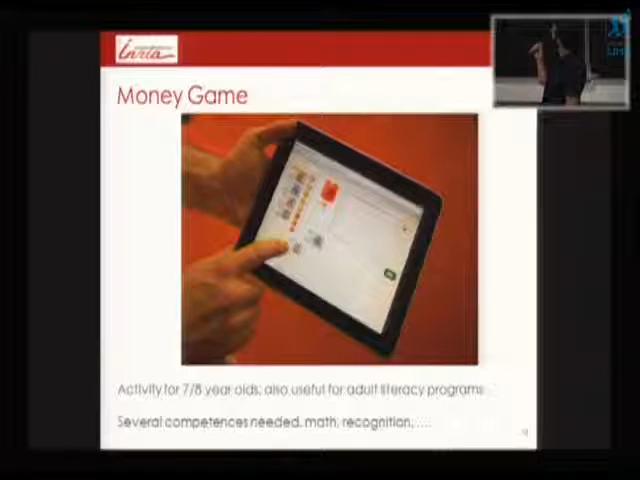 Inria
Money Game
Activity for 7/8 year olds, also useful for adult literacy programs
Several competences needed, math, recognition, ....